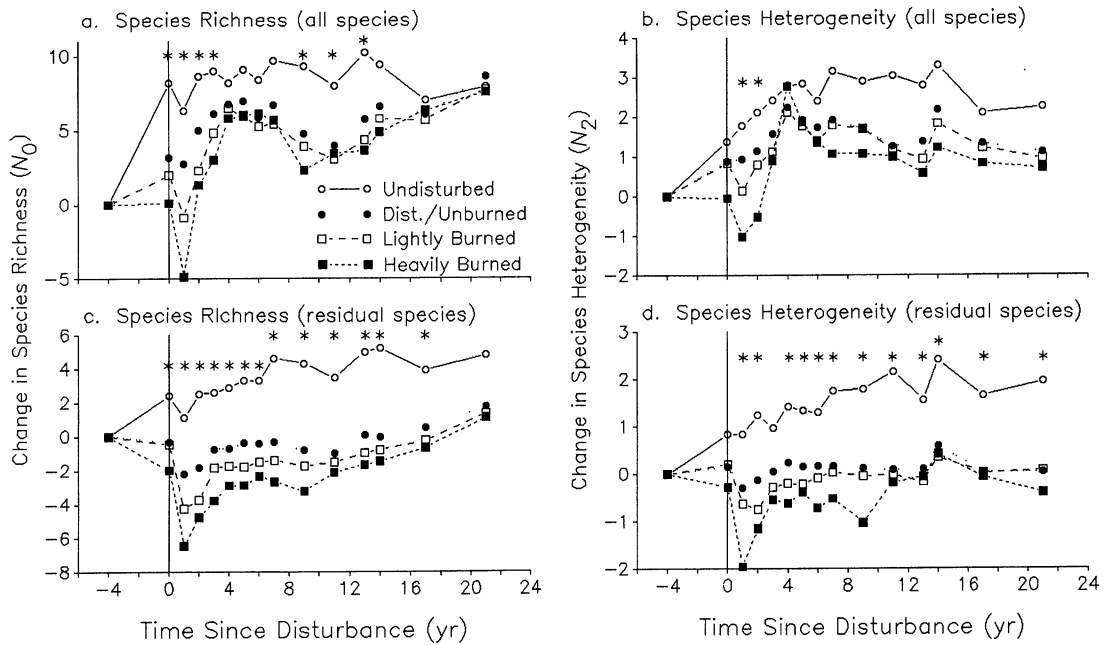 a. Species Richness (all species)
* * * * * * *
10
5
0
−5
Undisturbed
Dist./Unburned
Lightly Burned
Heavily Burned
b. Species Heterogeneity (all species)
* *
4
3
2
1
0
−1
−2
c. Species RIchness (residual species)
* * * * * * * * * * * * *
6
4
2
0
−2
−4
−6
−8
−4 0 4 8 12 16 20 24
Time Since Disturbance (yr)
d. Species Heterogeneity (residual species)
* * * * * * * * * * * * *
3
2
1
0
−1
−2
−4 0 4 8 12 16 20 24
Time Since Disturbance (yr)
Change in Species Richness (N0)
Change in Species Heterogeneity (N2)